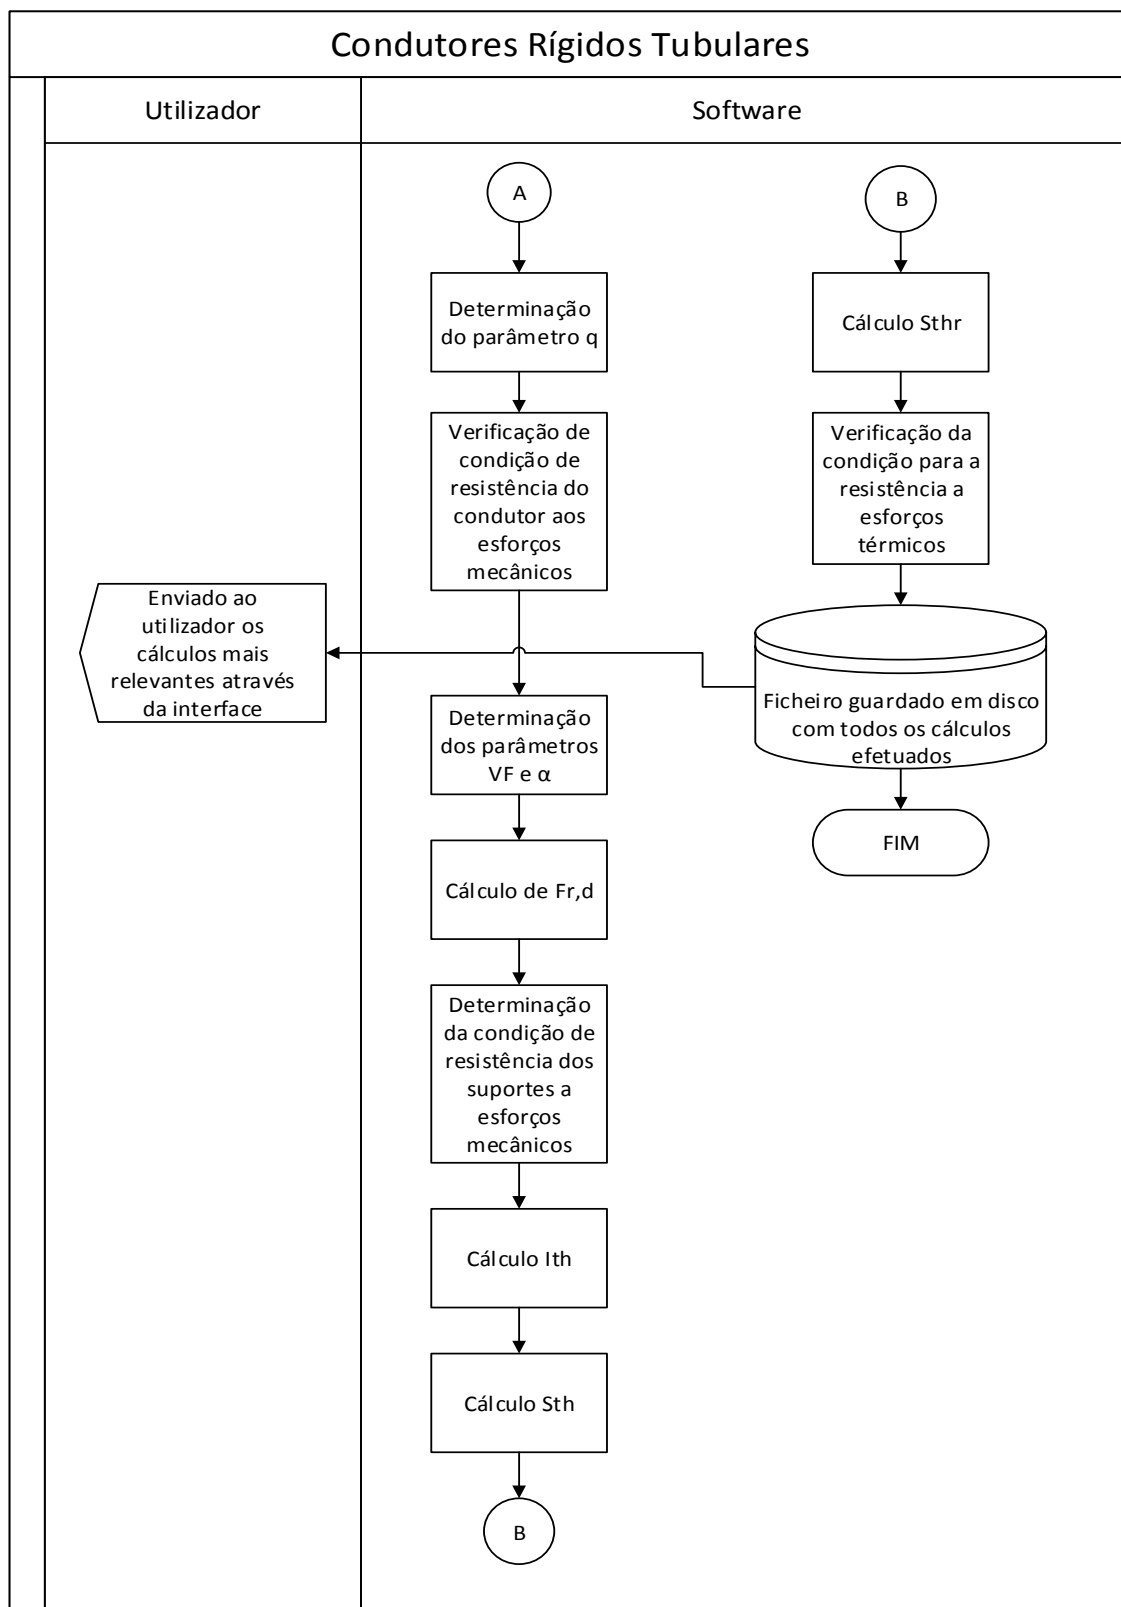 Condutores Rígidos Tubulares
Utilizador
Software
A
Determinação
do parâmetro q
Verificação de
condição de
resistência do
condutor aos
esforços
mecânicos
Enviado ao
utilizador os
cálculos mais
relevantes através
da interface
Determinação
dos parâmetros
VF e α
Cálculo de Fr,d
Determinação
da condição de
resistência dos
suportes a
esforços
mecânicos
Cálculo Ith
Cálculo Sth
B
B
Cálculo Sthr
Verificação da
condição para a
resistência a
esforços
térmicos
Ficheiro guardado em disco
com todos os cálculos
efetuados
FIM